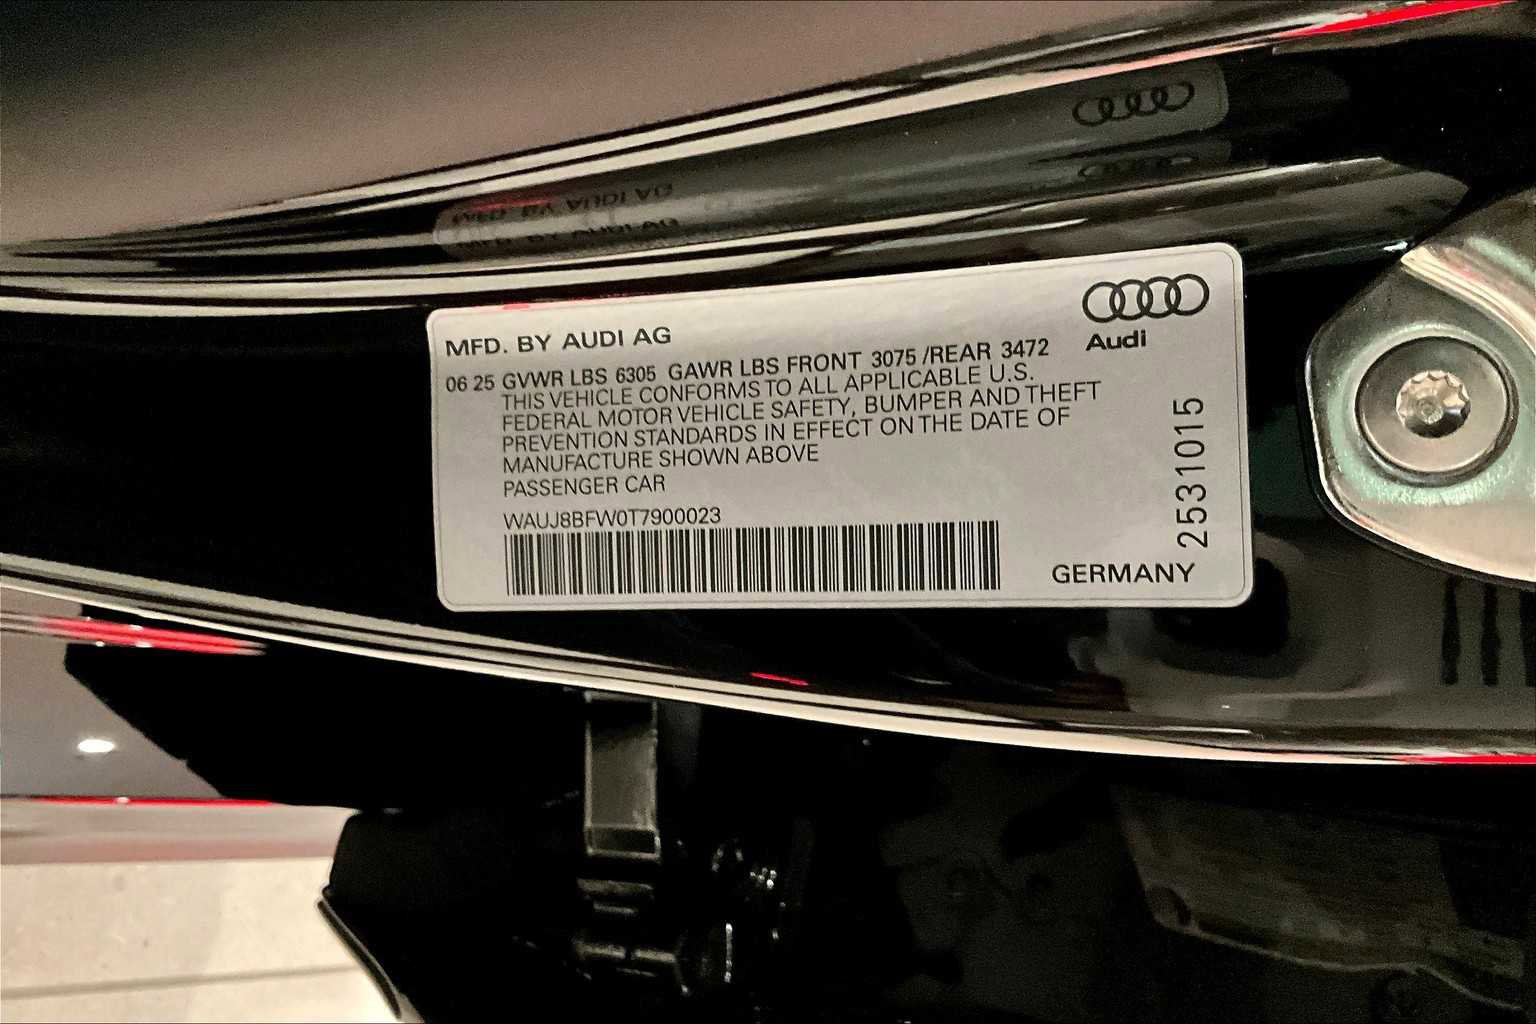 MFD. BY AUDI AG
Audi
06 25 GVWR LBS 6305 GAWR LBS FRONT 3075 /REAR 3472
THIS VEHICLE CONFORMS TO ALL APPLICABLE U.S.
FEDERAL MOTOR VEHICLE SAFETY, BUMPER AND THEFT
PREVENTION STANDARDS IN EFFECT ON THE DATE OF
MANUFACTURE SHOWN ABOVE
PASSENGER CAR
WAUJ8BFW0T7900023
GERMANY
2531015